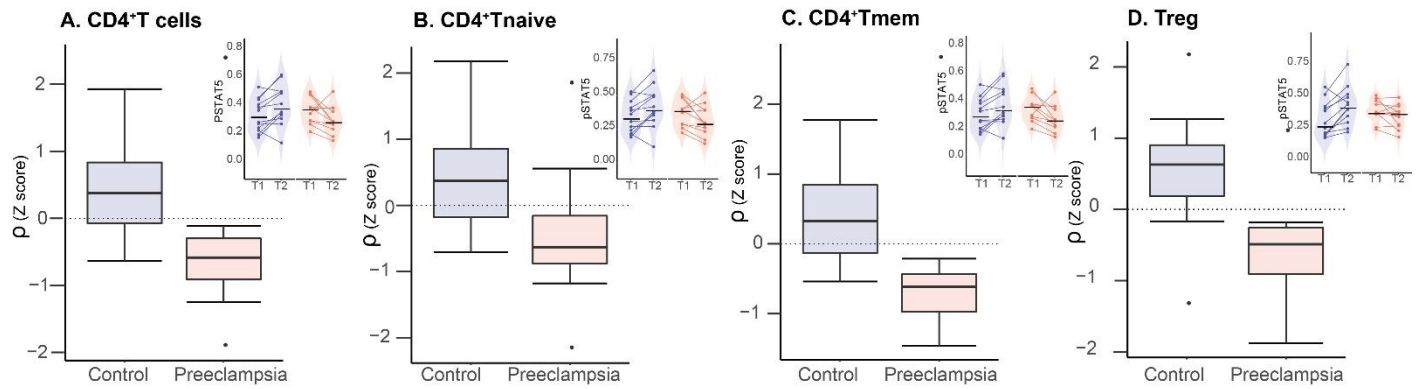 A. CD4⁺T cells
2
1
0
−1
−2
ρ (Z score)
Control
Preeclampsia
0.8
0.6
0.4
0.2
0.0
PSTAT5
T1
T2
T1
T2
B. CD4⁺Tnaive
2
1
0
−1
−2
ρ (Z score)
Control
Preeclampsia
0.75
0.50
0.25
0.00
pSTAT5
T1
T2
T1
T2
C. CD4⁺Tmem
2
1
0
−1
ρ (Z score)
Control
Preeclampsia
0.8
0.6
0.4
0.2
0.0
pSTAT5
T1
T2
T1
T2
D. Treg
2
1
0
−1
−2
ρ (Z score)
Control
Preeclampsia
0.75
0.50
0.25
0.00
pSTAT5
T1
T2
T1
T2